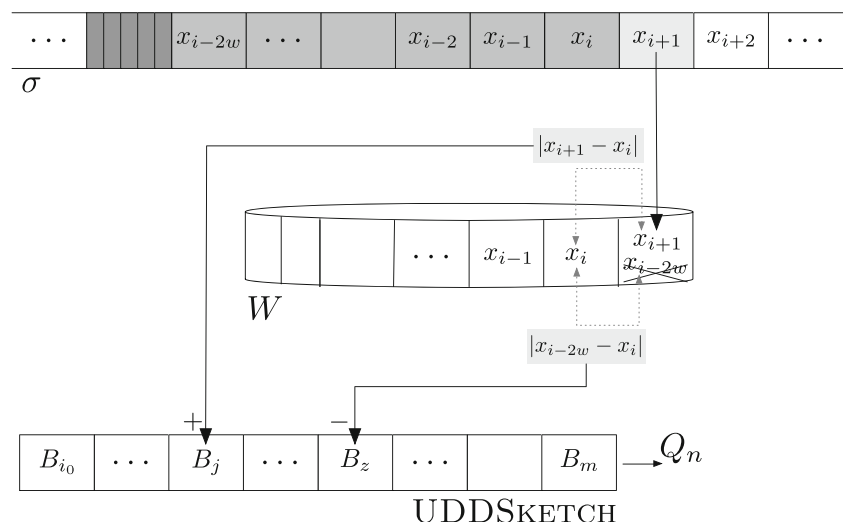 ··· x_{i−2w} ··· x_{i−2} x_{i−1} x_i x_{i+1} x_{i+2} ···
σ
|x_{i+1} − x_i|
··· x_{i−1} x_i x_{i+1}
x_{i−2w}
W
|x_{i−2w} − x_i|
+ −
B_{i_0} ··· B_j ··· B_z ··· B_m Q_n
UDDSKETCH